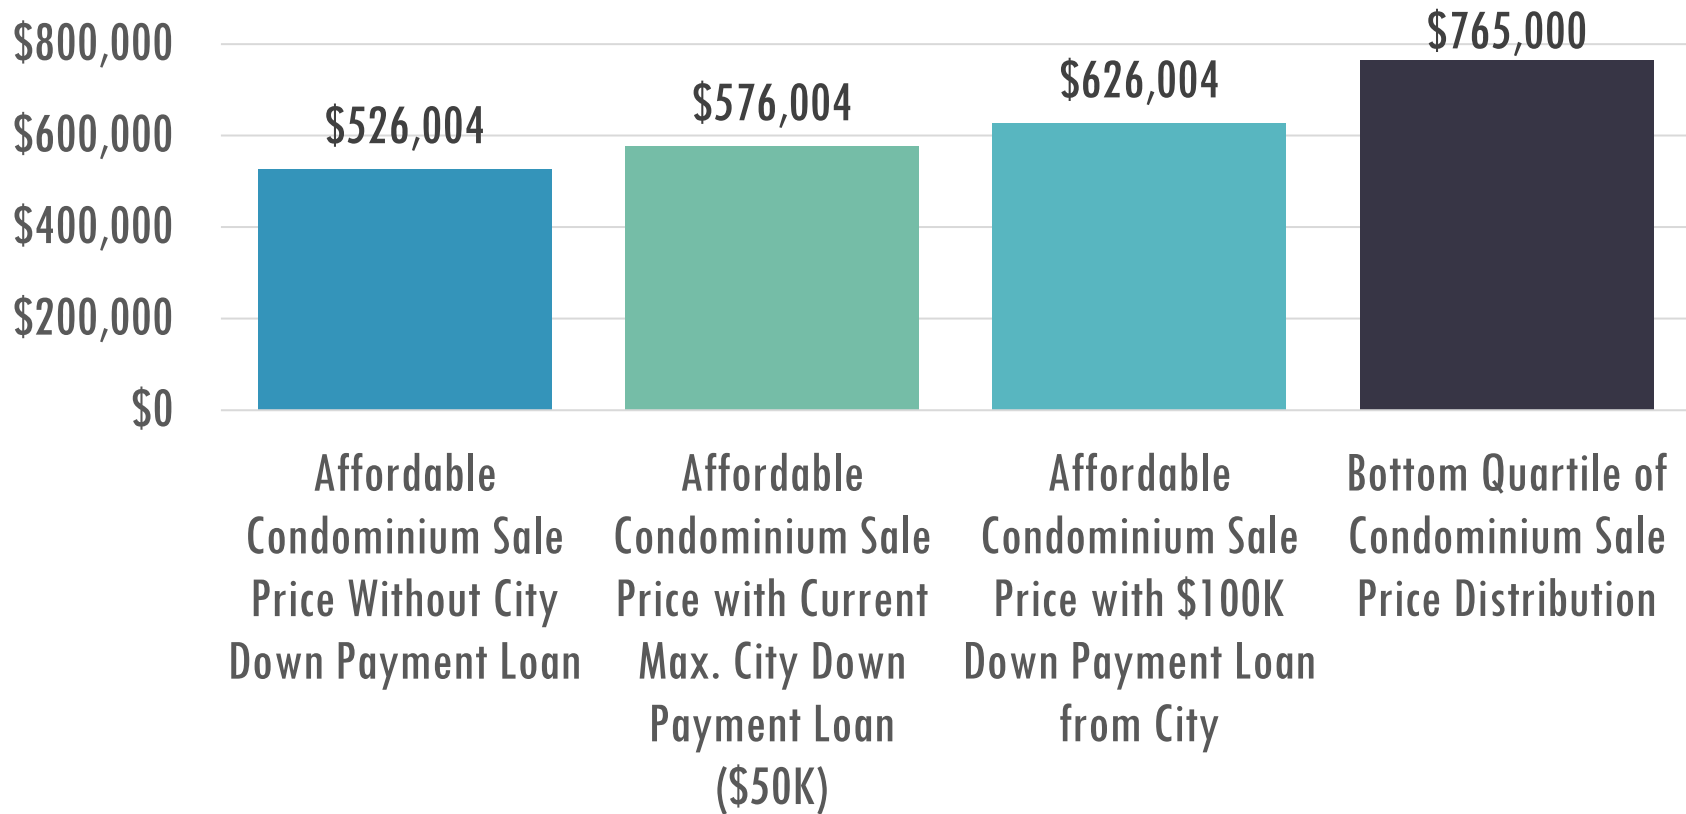 $800,000
$600,000
$400,000
$200,000
$0
$526,004
$576,004
$626,004
$765,000
Affordable
Condominium Sale
Price Without City
Down Payment Loan
Affordable
Condominium Sale
Price with Current
Max. City Down
Payment Loan
($50K)
Affordable
Condominium Sale
Price with $100K
Down Payment Loan
from City
Bottom Quartile of
Condominium Sale
Price Distribution